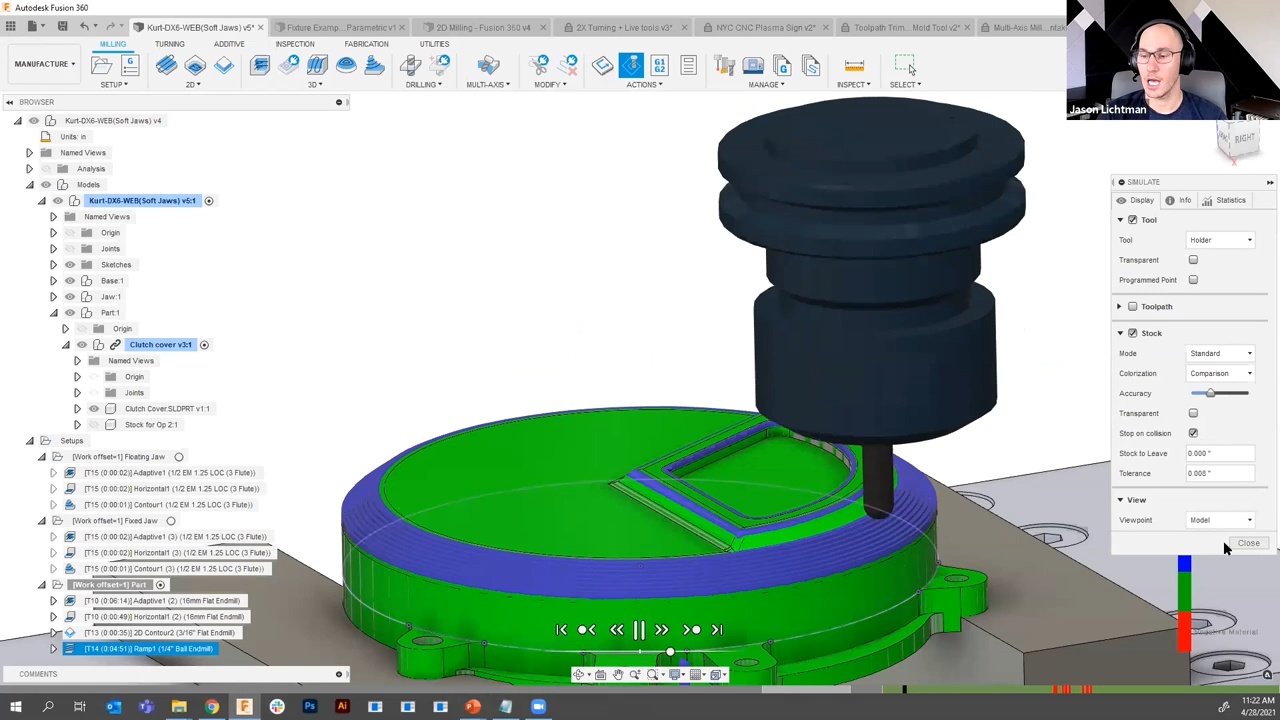 Autodesk Fusion 360
Kurt-DX6-WEB(Soft Jaws) v5*
Fixture Examp...Parametric v1*
2D Milling - Fusion 360 v4
2X Turning + Live tools v3*
NYC CNC Plasma Sign v2*
Toolpath Trim...Mold Tool v2*
MILLING TURNING ADDITIVE INSPECTION FABRICATION UTILITIES
MANUFACTURE
G1
G2
SETUP
2D
3D
DRILLING
MULTI-AXIS
MODIFY
ACTIONS
MANAGE
INSPECT
SELECT
Jason Lichtman
RIGHT
BROWSER
Kurt-DX6-WEB(Soft Jaws) v4
Units: in
Named Views
Analysis
Models
Kurt-DX6-WEB(Soft Jaws) v5:1
Named Views
Origin
Joints
Sketches
Base:1
Jaw:1
Part:1
Origin
Clutch cover v3:1
Named Views
Origin
Joints
Clutch Cover.SLDPRT v1:1
Stock for Op 2:1
Setups
[Work offset=1] Floating Jaw
[T15 (0:00:02)] Adaptive1 (1/2 EM 1.25 LOC (3 Flute))
[T15 (0:00:02)] Horizontal1 (1/2 EM 1.25 LOC (3 Flute))
[T15 (0:00:01)] Contour1 (1/2 EM 1.25 LOC (3 Flute))
[Work offset=1] Fixed Jaw
[T15 (0:00:02)] Adaptive1 (3) (1/2 EM 1.25 LOC (3 Flute))
[T15 (0:00:02)] Horizontal1 (3) (1/2 EM 1.25 LOC (3 Flute))
[T15 (0:00:01)] Contour1 (3) (1/2 EM 1.25 LOC (3 Flute))
[Work offset=1] Part
[T10 (0:06:14)] Adaptive1 (2) (16mm Flat Endmill)
[T10 (0:00:49)] Horizontal1 (2) (16mm Flat Endmill)
[T13 (0:00:35)] 2D Contour2 (3/16" Flat Endmill)
[T14 (0:04:51)] Ramp1 (1/4" Ball Endmill)
COMMENTS
SIMULATE
Display Info Statistics
Tool
Tool Holder
Transparent
Programmed Point
Toolpath
Stock
Mode Standard
Colorization Comparison
Accuracy
Transparent
Stop on collision
Stock to Leave 0.000 "
Tolerance 0.008 "
View
Viewpoint Model
Close
11:22 AM
4/28/2021